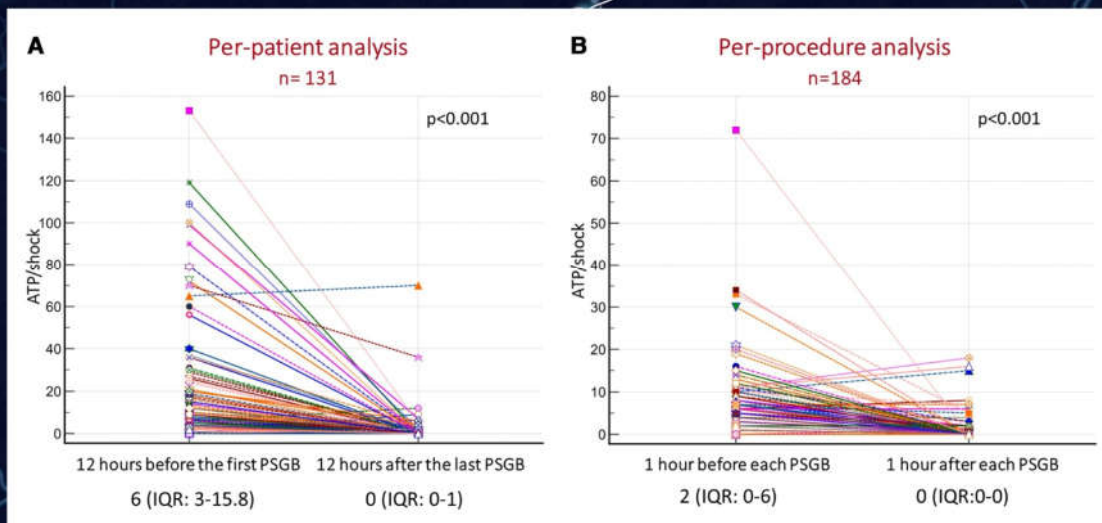 A
Per-patient analysis
n= 131
p<0.001
ATP/shock
160
140
120
100
80
60
40
20
0
12 hours before the first PSGB
12 hours after the last PSGB
6 (IQR: 3-15.8)
0 (IQR: 0-1)
B
Per-procedure analysis
n=184
p<0.001
ATP/shock
80
70
60
50
40
30
20
10
0
1 hour before each PSGB
1 hour after each PSGB
2 (IQR: 0-6)
0 (IQR:0-0)